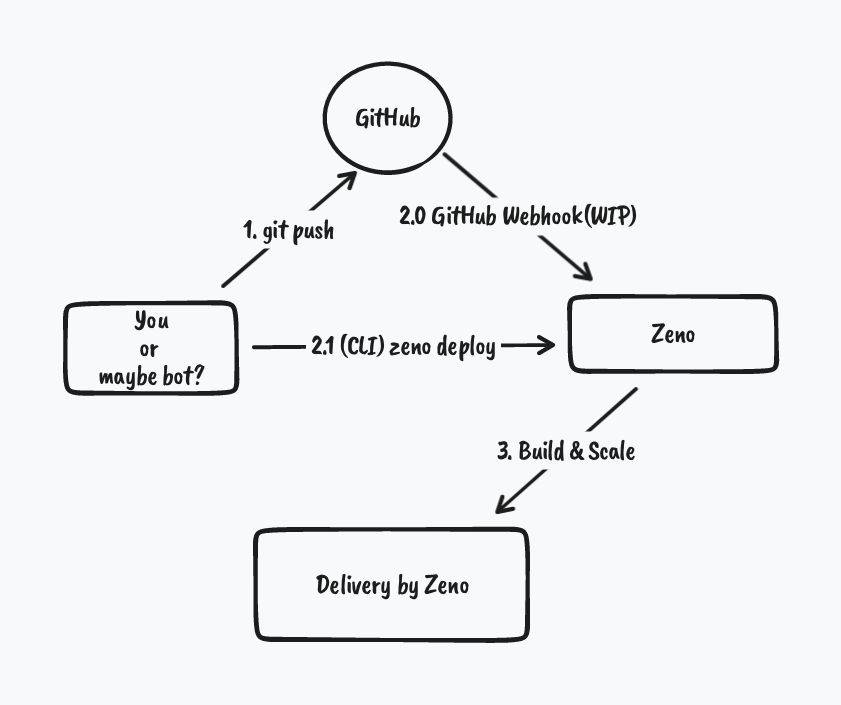 GitHub
1. git push
2.0 GitHub Webhook(WIP)
You
or
maybe bot?
2.1 (CLI) zeno deploy
Zeno
3. Build & Scale
Delivery by Zeno